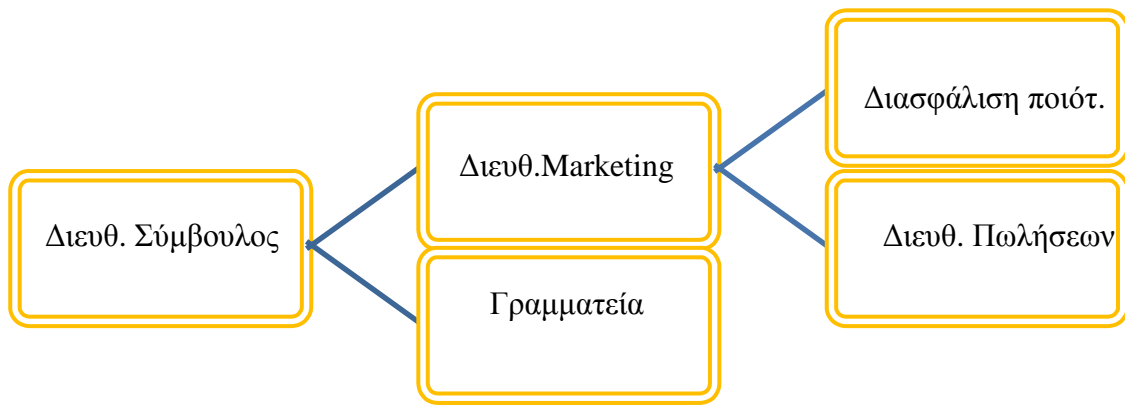 Διευθ. Σύμβουλος
Διευθ.Marketing
Γραμματεία
Διασφάλιση ποιότ.
Διευθ. Πωλήσεων